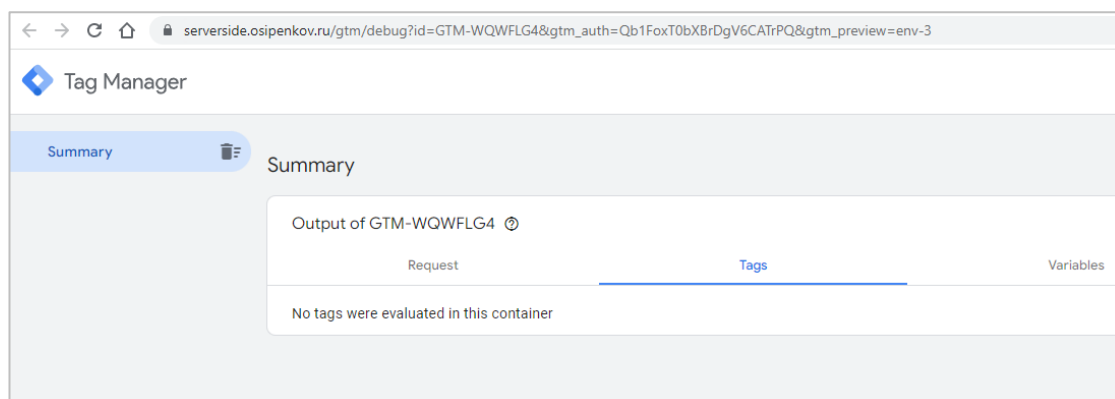 serverside.osipenkov.ru/gtm/debug?id=GTM-WQWFLG4&gtm_auth=Qb1FoxT0bXBrDgV6CATrPQ&gtm_preview=env-3
Tag Manager
Summary
Summary
Output of GTM-WQWFLG4
Request Tags Variables
No tags were evaluated in this container